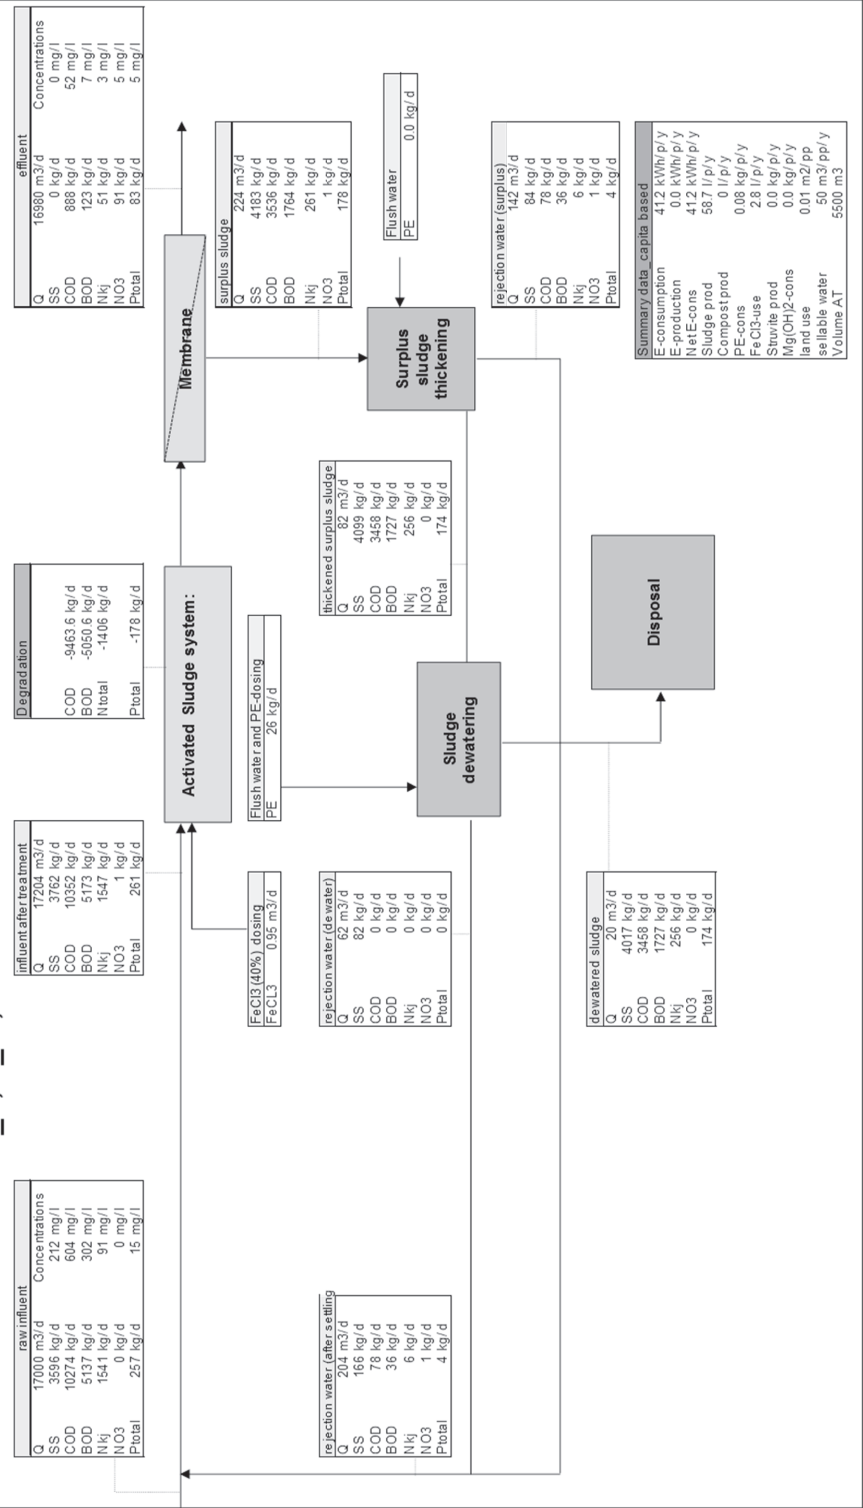 raw influent
Q 17000 m3/d Concentrations
SS 3596 kg/d 212 mg/l
COD 10274 kg/d 604 mg/l
BOD 5137 kg/d 302 mg/l
Nkj 1541 kg/d 91 mg/l
NO3 0 kg/d 0 mg/l
Ptotal 257 kg/d 15 mg/l
influent after treatment
Q 17204 m3/d
SS 3762 kg/d
COD 10352 kg/d
BOD 5173 kg/d
Nkj 1547 kg/d
NO3 1 kg/d
Ptotal 261 kg/d
Degradation
COD -9463.6 kg/d
BOD -5050.6 kg/d
Ntotal -1406 kg/d
Ptotal -178 kg/d
effluent
Q 16980 m3/d Concentrations
SS 0 kg/d 0 mg/l
COD 888 kg/d 52 mg/l
BOD 123 kg/d 7 mg/l
Nkj 51 kg/d 3 mg/l
NO3 91 kg/d 5 mg/l
Ptotal 83 kg/d 5 mg/l
Activated Sludge system:
Membrane
FeCl3 (40%) dosing
FeCL3 0.95 m3/d
Flush water and PE-dosing
PE 26 kg/d
surplus sludge
Q 224 m3/d
SS 4183 kg/d
COD 3536 kg/d
BOD 1764 kg/d
Nkj 261 kg/d
NO3 1 kg/d
Ptotal 178 kg/d
rejection water (after settling
Q 204 m3/d
SS 166 kg/d
COD 78 kg/d
BOD 36 kg/d
Nkj 6 kg/d
NO3 1 kg/d
Ptotal 4 kg/d
rejection water (dewater)
Q 62 m3/d
SS 82 kg/d
COD 0 kg/d
BOD 0 kg/d
Nkj 0 kg/d
NO3 0 kg/d
Ptotal 0 kg/d
thickened surplus sludge
Q 82 m3/d
SS 4099 kg/d
COD 3458 kg/d
BOD 1727 kg/d
Nkj 256 kg/d
NO3 0 kg/d
Ptotal 174 kg/d
Surplus
sludge
thickening
Flush water
PE 0.0 kg/d
Sludge
dewatering
rejection water (surplus)
Q 142 m3/d
SS 84 kg/d
COD 78 kg/d
BOD 36 kg/d
Nkj 6 kg/d
NO3 1 kg/d
Ptotal 4 kg/d
dewatered sludge
Q 20 m3/d
SS 4017 kg/d
COD 3458 kg/d
BOD 1727 kg/d
Nkj 256 kg/d
NO3 0 kg/d
Ptotal 174 kg/d
Disposal
Summary data_capita based
E-consumption 41.2 kWh/p/y
E-production 0.0 kWh/p/y
Net E-cons 41.2 kWh/p/y
Sludge prod 58.7 l/p/y
Compost prod 0 l/p/y
PE-cons 0.08 kg/p/y
FeCl3-use 2.8 l/p/y
Struvite prod 0.0 kg/p/y
Mg(OH)2-cons 0.0 kg/p/y
land use 0.01 m2/pp
sellable water 50 m3/pp/y
Volume AT 5500 m3